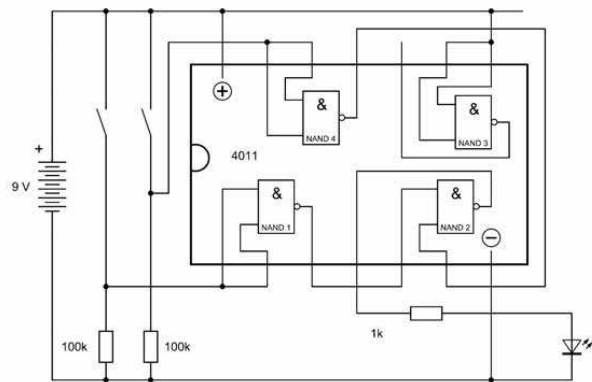 +
&
NAND 4
&
NAND 3
+
9 V
4011
&
NAND 1
&
NAND 2
−
100k
100k
1k